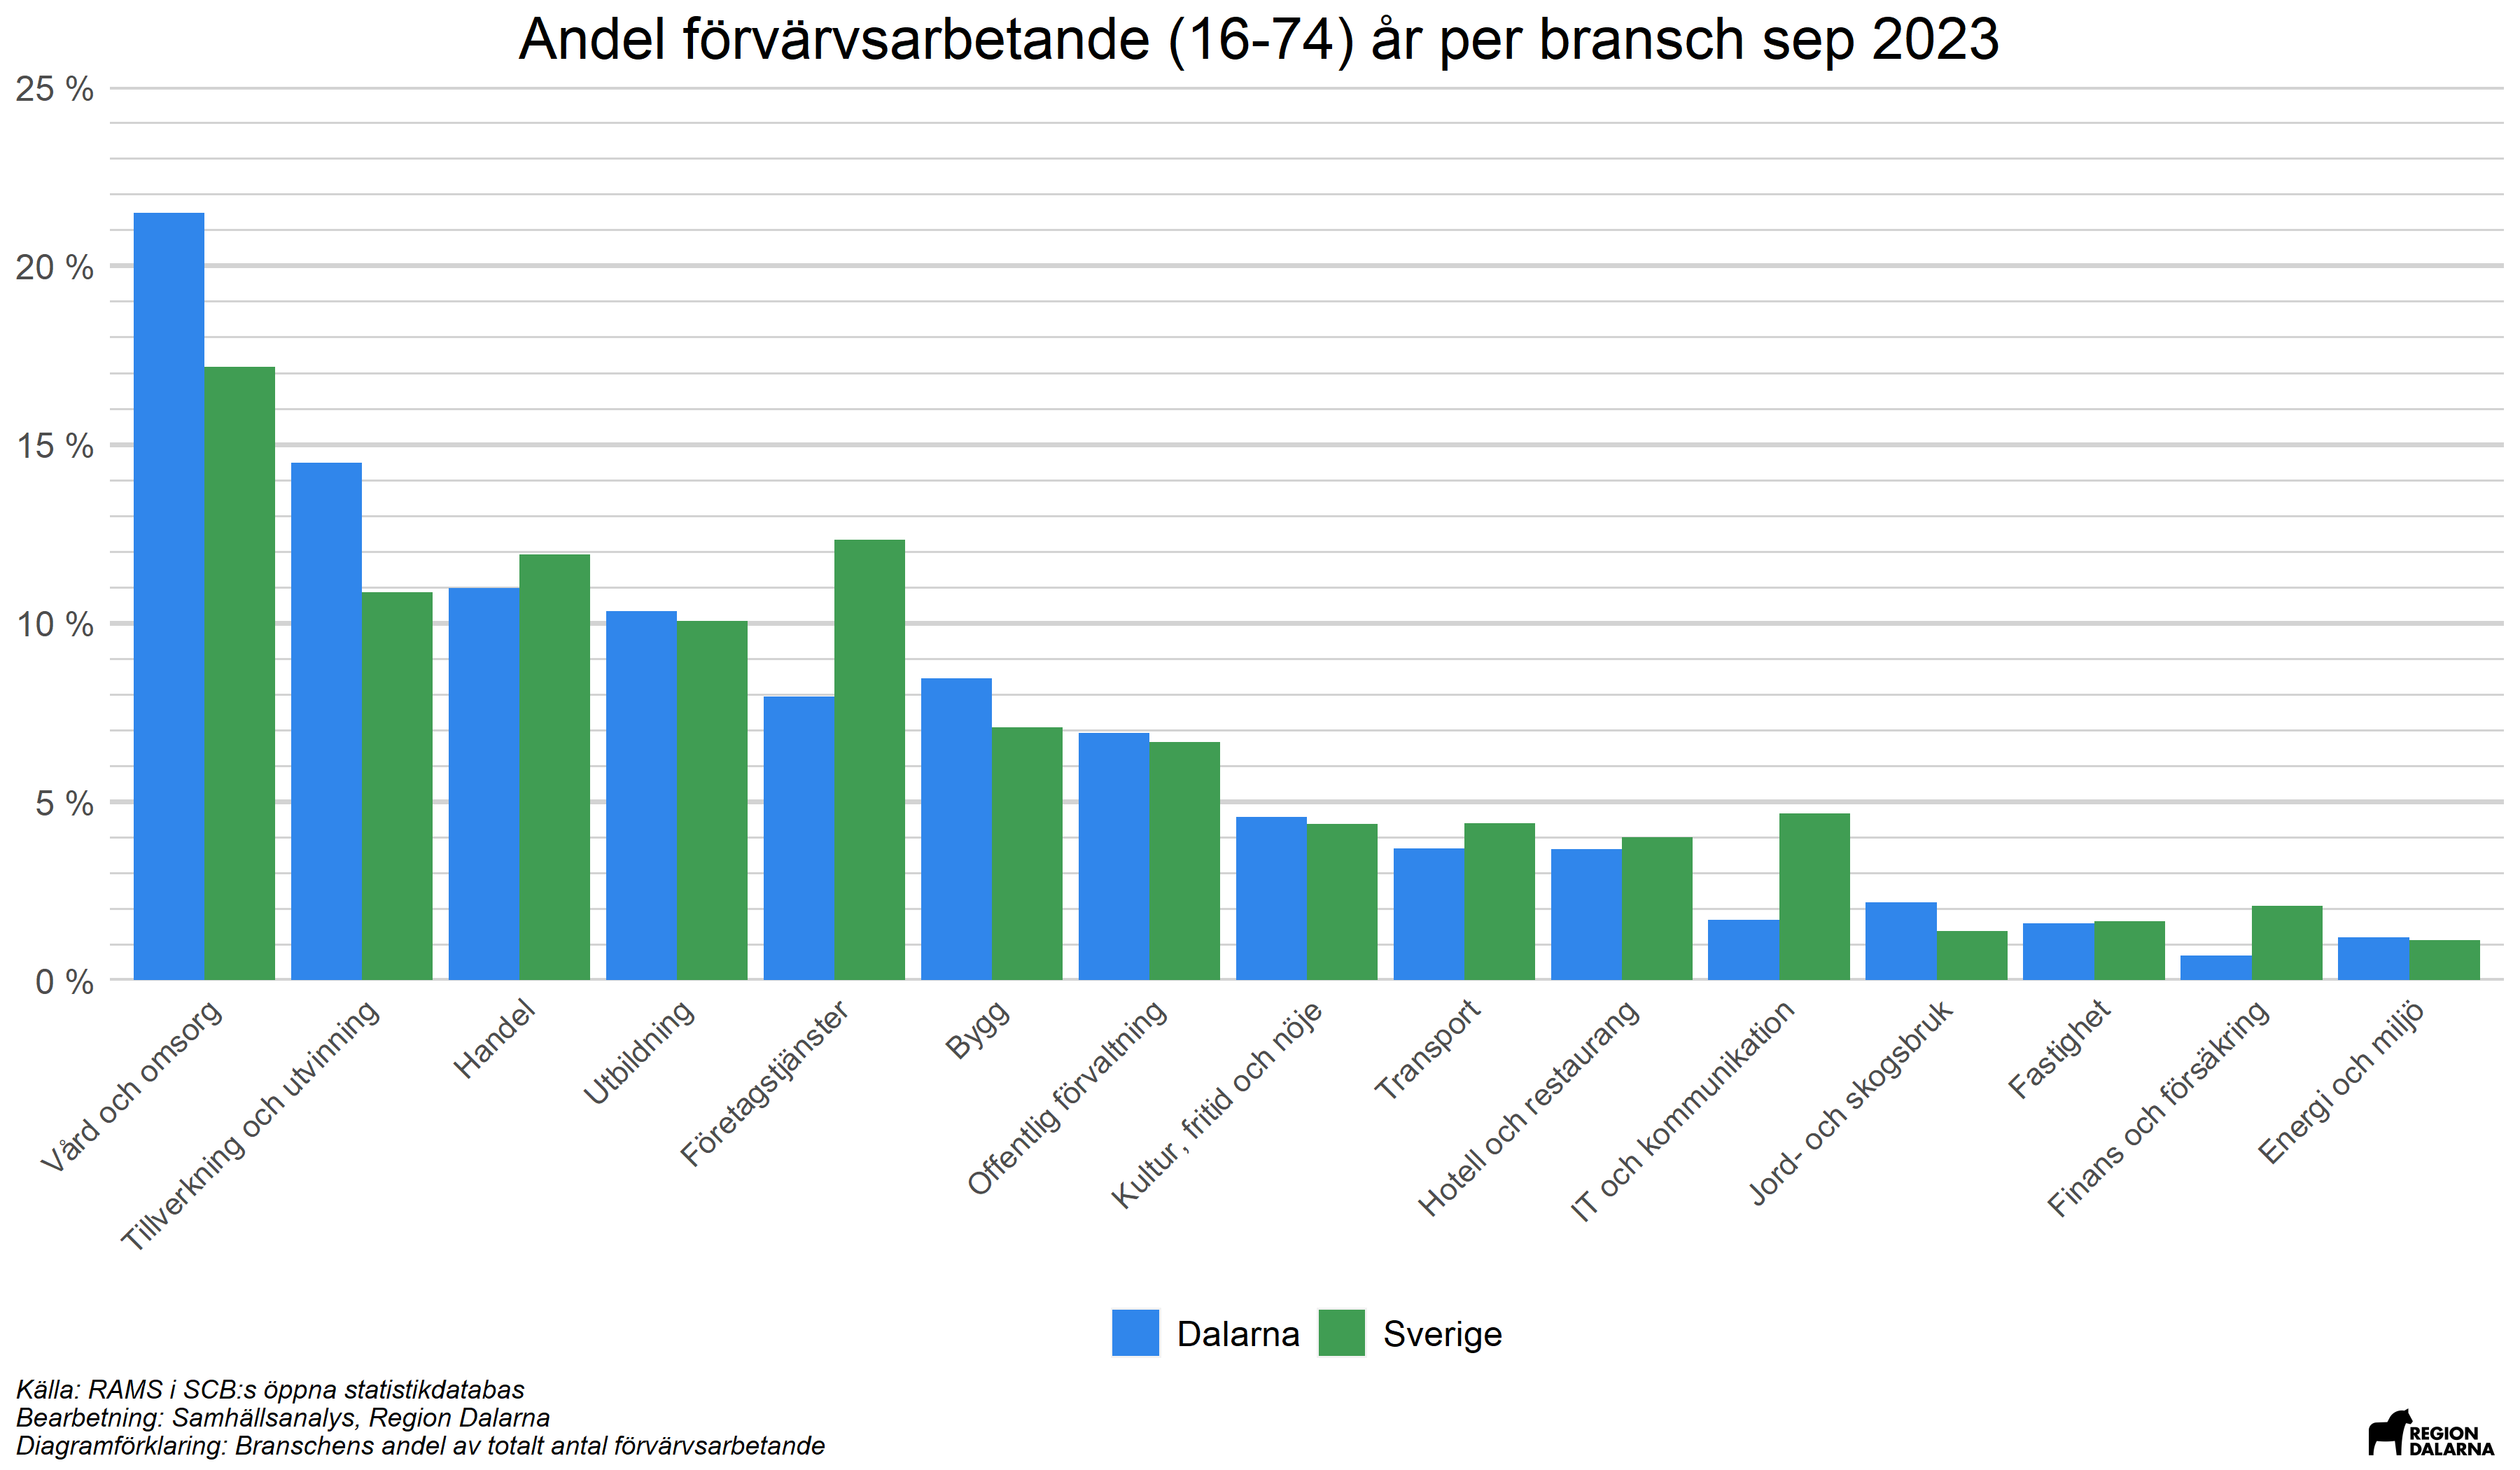 Andel förvärvsarbetande (16-74) år per bransch sep 2023
25 %
20 %
15 %
10 %
5 %
0 %
Vård och omsorg
Tillverkning och utvinning
Handel
Utbildning
Företagstjänster
Bygg
Offentlig förvaltning
Kultur, fritid och nöje
Transport
Hotell och restaurang
IT och kommunikation
Jord- och skogsbruk
Fastighet
Finans och försäkring
Energi och miljö
Dalarna
Sverige
Källa: RAMS i SCB:s öppna statistikdatabas
Bearbetning: Samhällsanalys, Region Dalarna
Diagramförklaring: Branschens andel av totalt antal förvärvsarbetande
REGION
DALARNA